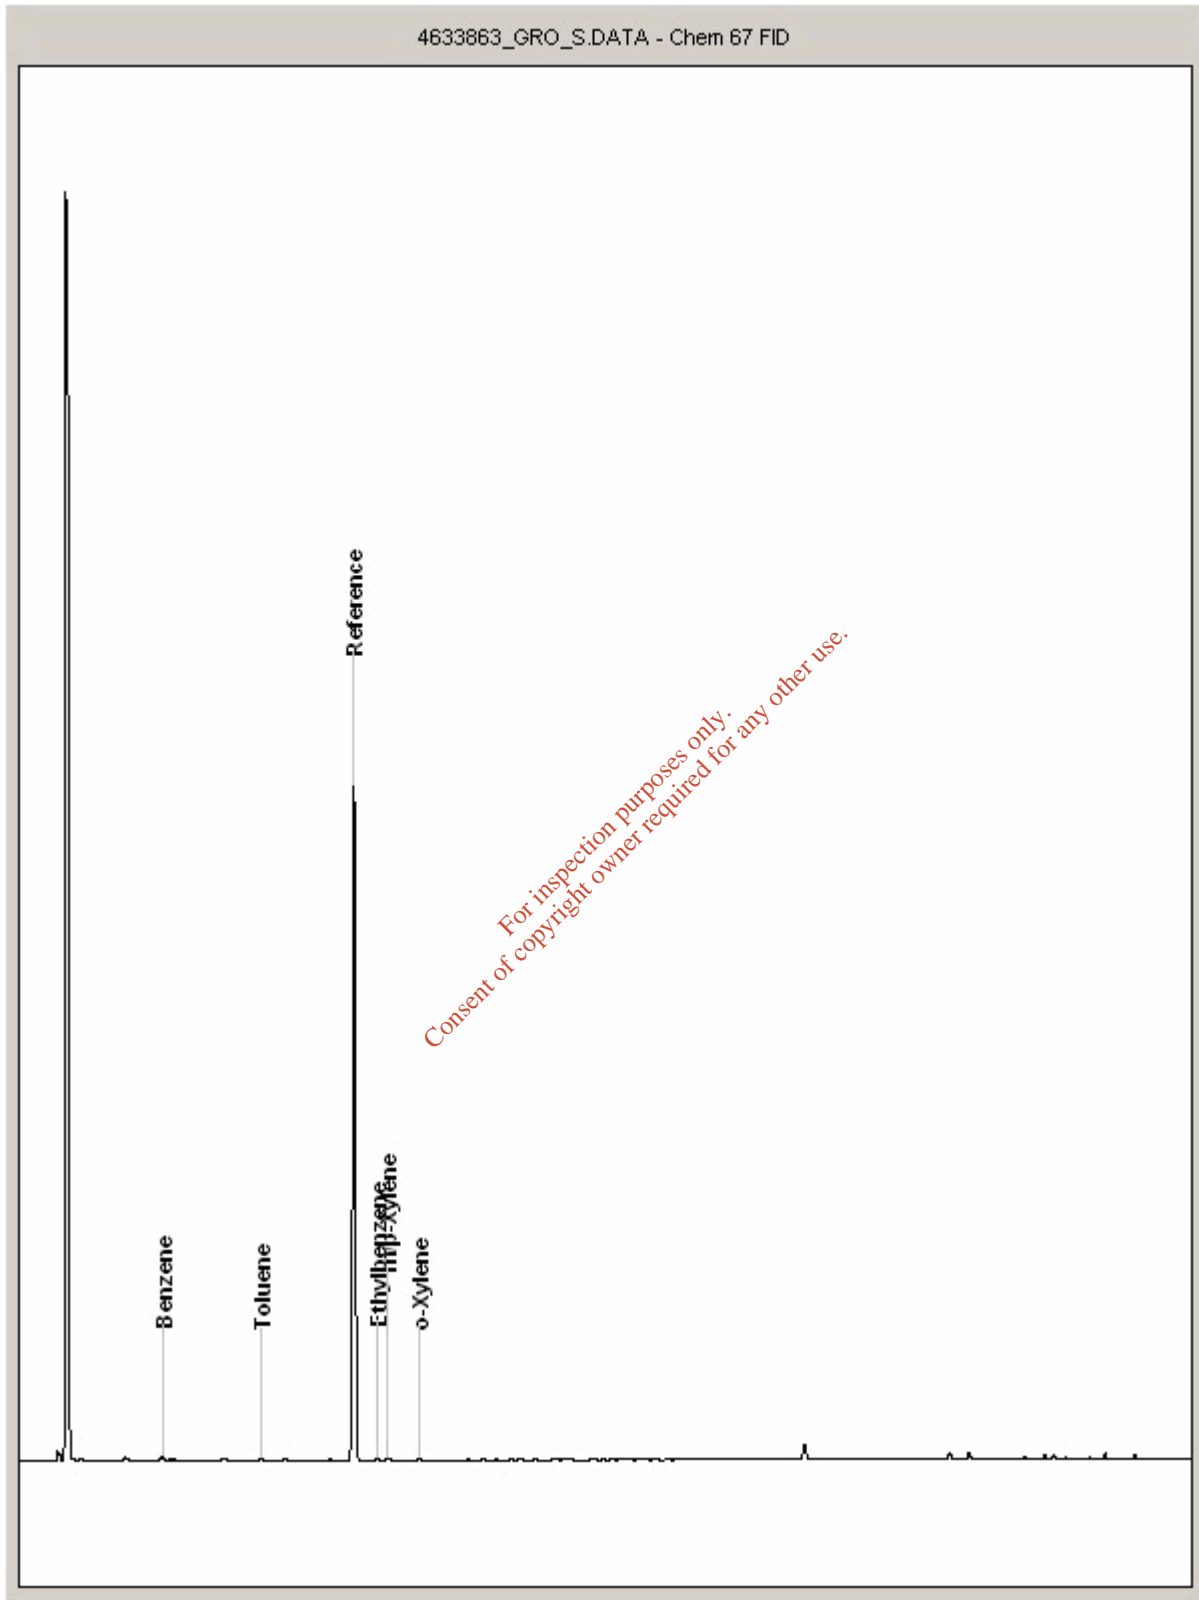 4633863_GRO_S.DATA - Chem 67 FID
Reference
For inspection purposes only.
Consent of copyright owner required for any other use.
Benzene
Toluene
Ethylbenzene
m/p-Xylene
o-Xylene